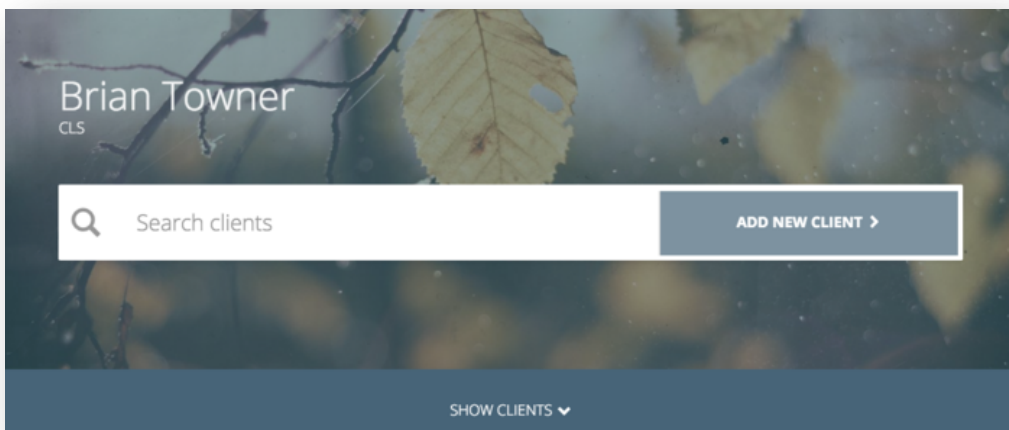 Brian Towner
CLS
Search clients
ADD NEW CLIENT
SHOW CLIENTS